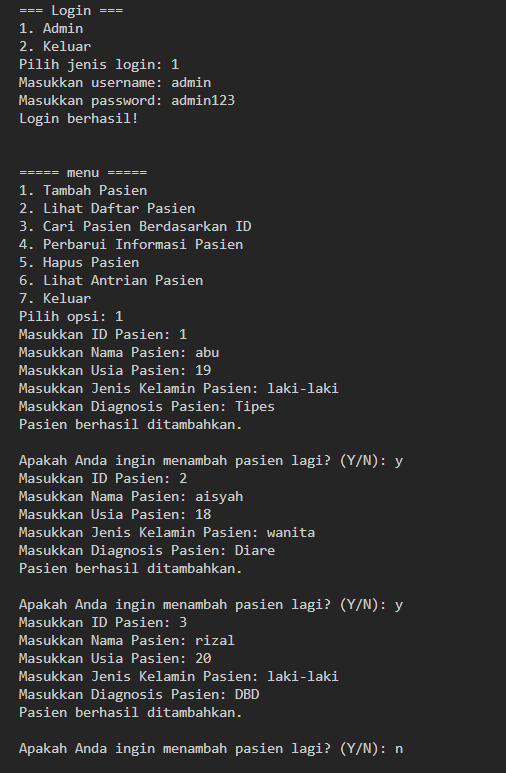 === Login ===
1. Admin
2. Keluar
Pilih jenis login: 1
Masukkan username: admin
Masukkan password: admin123
Login berhasil!
===== menu =====
1. Tambah Pasien
2. Lihat Daftar Pasien
3. Cari Pasien Berdasarkan ID
4. Perbarui Informasi Pasien
5. Hapus Pasien
6. Lihat Antrian Pasien
7. Keluar
Pilih opsi: 1
Masukkan ID Pasien: 1
Masukkan Nama Pasien: abu
Masukkan Usia Pasien: 19
Masukkan Jenis Kelamin Pasien: laki-laki
Masukkan Diagnosis Pasien: Tipes
Pasien berhasil ditambahkan.
Apakah Anda ingin menambah pasien lagi? (Y/N): y
Masukkan ID Pasien: 2
Masukkan Nama Pasien: aisyah
Masukkan Usia Pasien: 18
Masukkan Jenis Kelamin Pasien: wanita
Masukkan Diagnosis Pasien: Diare
Pasien berhasil ditambahkan.
Apakah Anda ingin menambah pasien lagi? (Y/N): y
Masukkan ID Pasien: 3
Masukkan Nama Pasien: rizal
Masukkan Usia Pasien: 20
Masukkan Jenis Kelamin Pasien: laki-laki
Masukkan Diagnosis Pasien: DBD
Pasien berhasil ditambahkan.
Apakah Anda ingin menambah pasien lagi? (Y/N): n